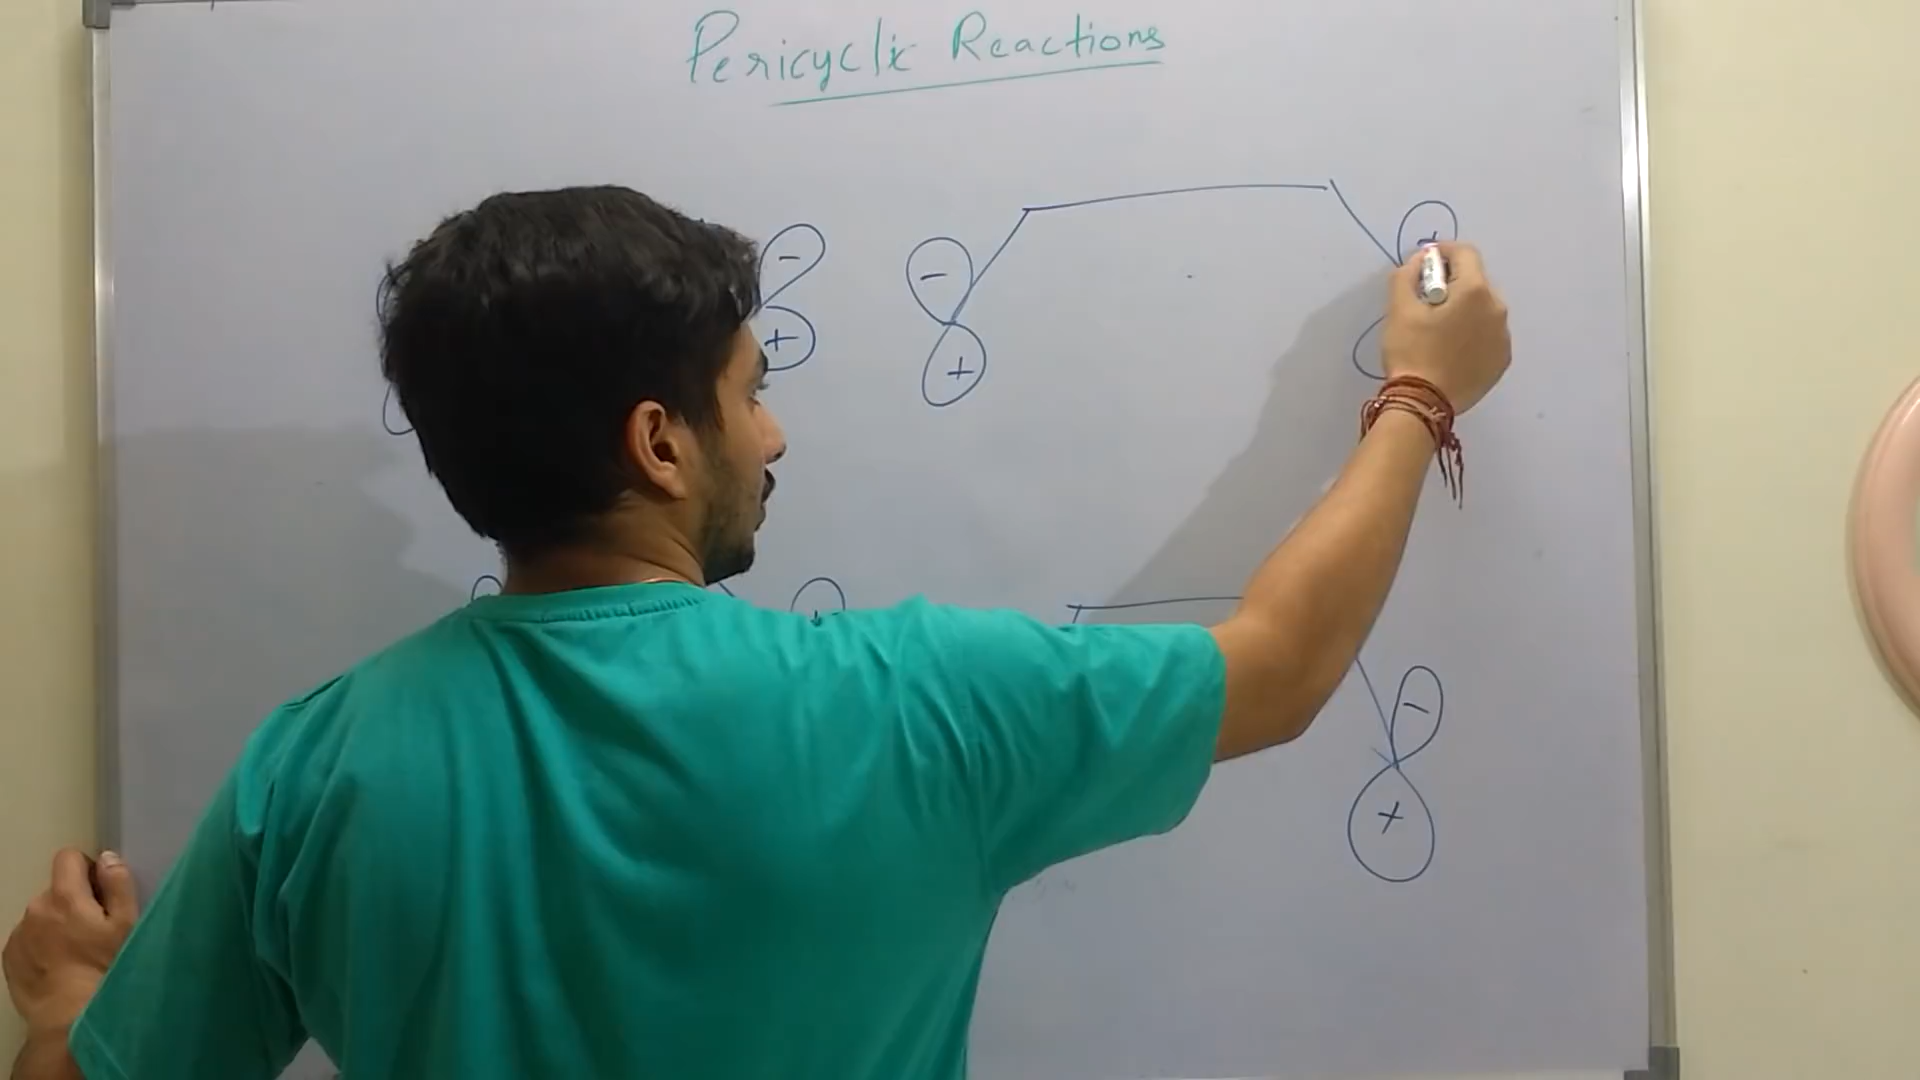 Pericyclic Reactions
- - +
+ +
+
-
+